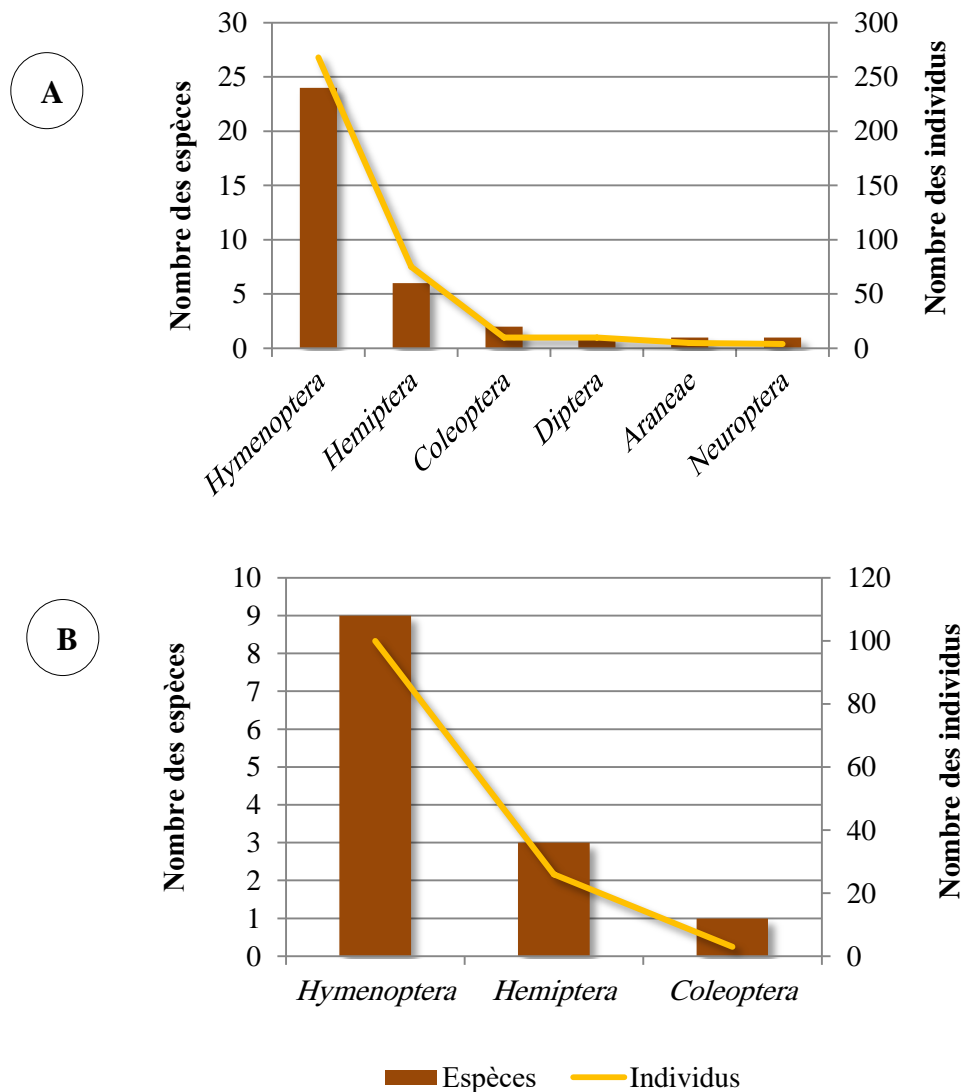 A
Nombre des espèces
30
25
20
15
10
5
0
300
250
200
150
100
50
0
Nombre des individus
Hymenoptera
Hemiptera
Coleoptera
Diptera
Araneae
Neuroptera
B
Nombre des espèces
10
9
8
7
6
5
4
3
2
1
0
120
100
80
60
40
20
0
Nombre des individus
Hymenoptera Hemiptera Coleoptera
Espèces Individus